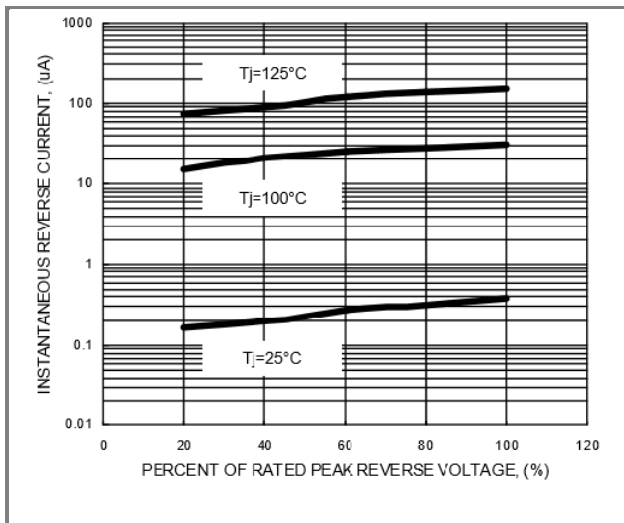 INSTANTANEOUS REVERSE CURRENT, (uA)
1000
100
10
1
0.1
0.01
Tj=125°C
Tj=100°C
Tj=25°C
0 20 40 60 80 100 120
PERCENT OF RATED PEAK REVERSE VOLTAGE, (%)